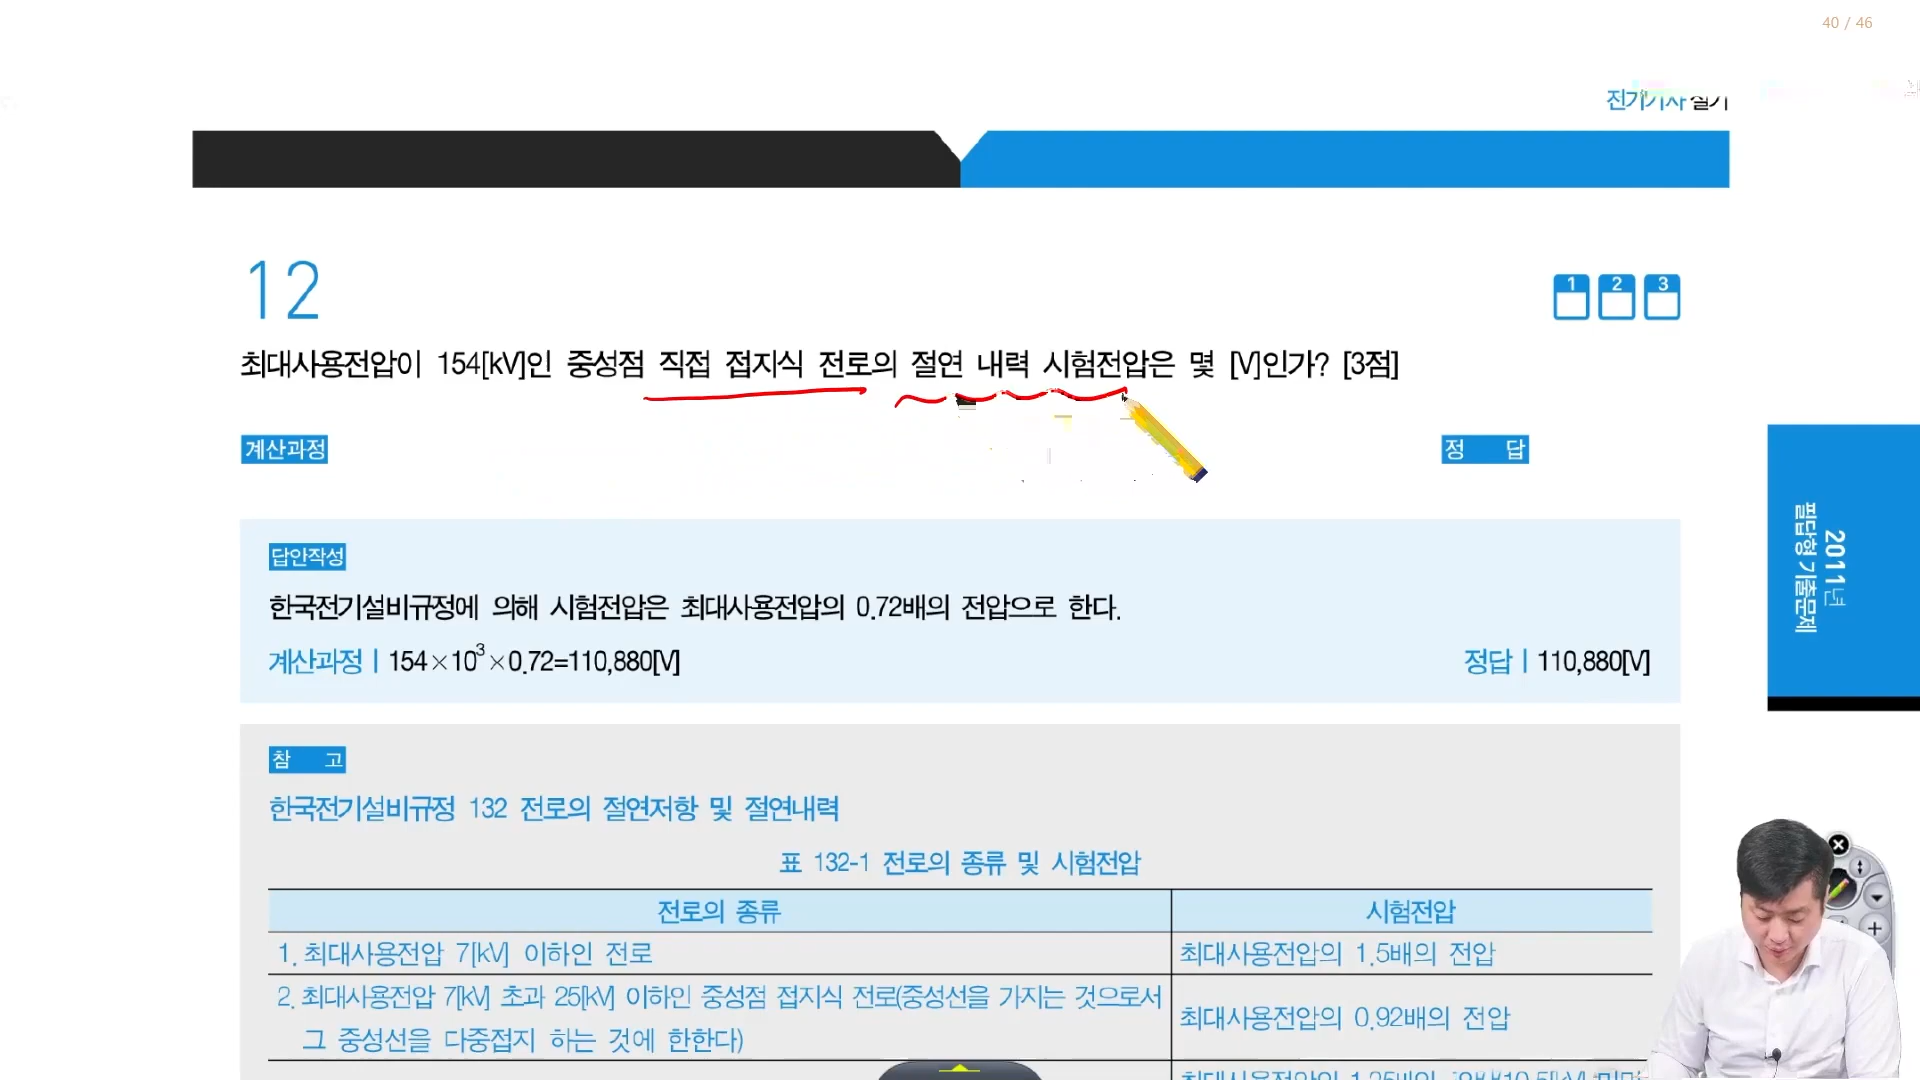 40 / 46
전기기사 실기
12
1 2 3
최대사용전압이 154[kV]인 중성점 직접 접지식 전로의 절연 내력 시험전압은 몇 [V]인가? [3점]
계산과정
정 답
답안작성
한국전기설비규정에 의해 시험전압은 최대사용전압의 0.72배의 전압으로 한다.
계산과정 | 154×10³×0.72=110,880[V]
정답 | 110,880[V]
2011년
필답형 기출문제
참 고
한국전기설비규정 132 전로의 절연저항 및 절연내력
표 132-1 전로의 종류 및 시험전압
전로의 종류
시험전압
1. 최대사용전압 7[kV] 이하인 전로
최대사용전압의 1.5배의 전압
2. 최대사용전압 7[kV] 초과 25[kV] 이하인 중성점 접지식 전로(중성선을 가지는 것으로서
그 중성선을 다중접지 하는 것에 한한다)
최대사용전압의 0.92배의 전압